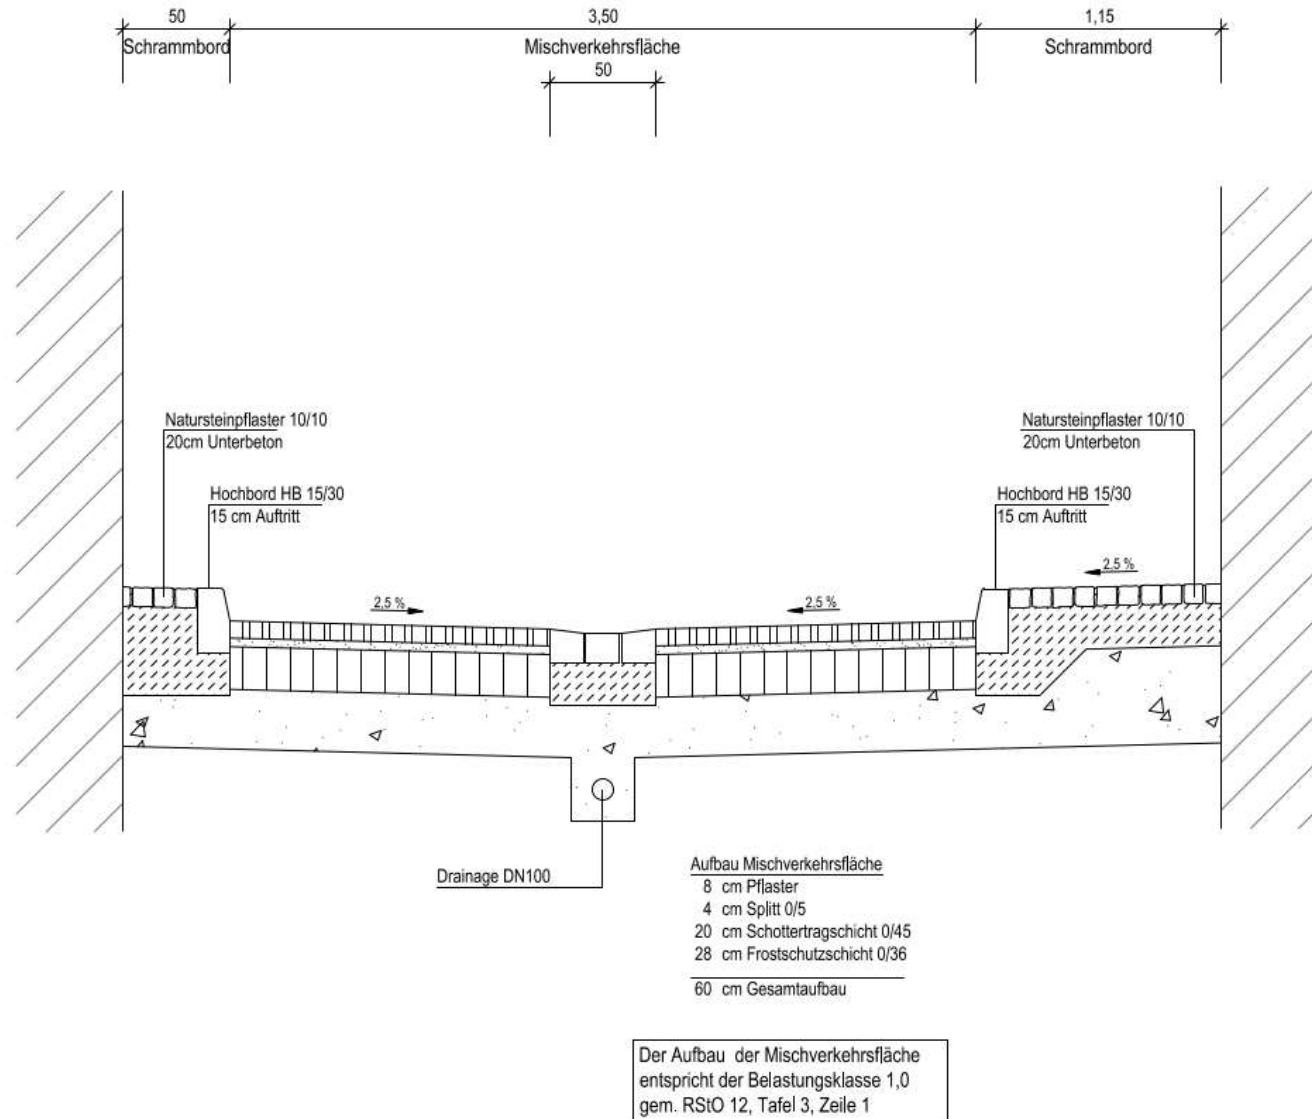 50
3,50
1,15
Schrammbord
Mischverkehrsfläche
Schrammbord
50
Natursteinpflaster 10/10
20cm Unterbeton
Natursteinpflaster 10/10
20cm Unterbeton
Hochbord HB 15/30
15 cm Auftritt
Hochbord HB 15/30
15 cm Auftritt
2,5 %
2,5 %
2,5 %
Drainage DN100
Aufbau Mischverkehrsfläche
8 cm Pflaster
4 cm Splitt 0/5
20 cm Schottertragschicht 0/45
28 cm Frostschutzschicht 0/36
60 cm Gesamtaufbau
Der Aufbau der Mischverkehrsfläche
entspricht der Belastungsklasse 1,0
gem. RStO 12, Tafel 3, Zeile 1